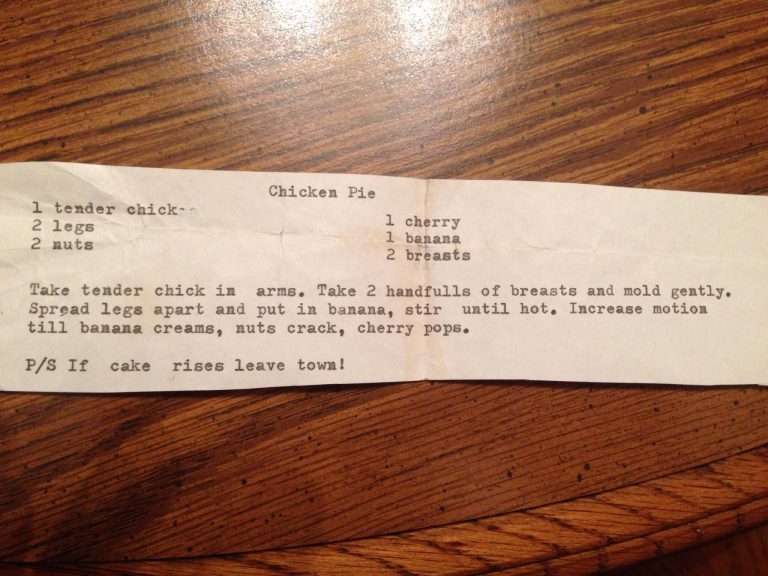 Chicken Pie
1 tender chick--
2 legs
2 nuts
1 cherry
1 banana
2 breasts
Take tender chick in arms. Take 2 handfulls of breasts and mold gently.
Spread legs apart and put in banana, stir until hot. Increase motion
till banana creams, nuts crack, cherry pops.
P/S If cake rises leave town!